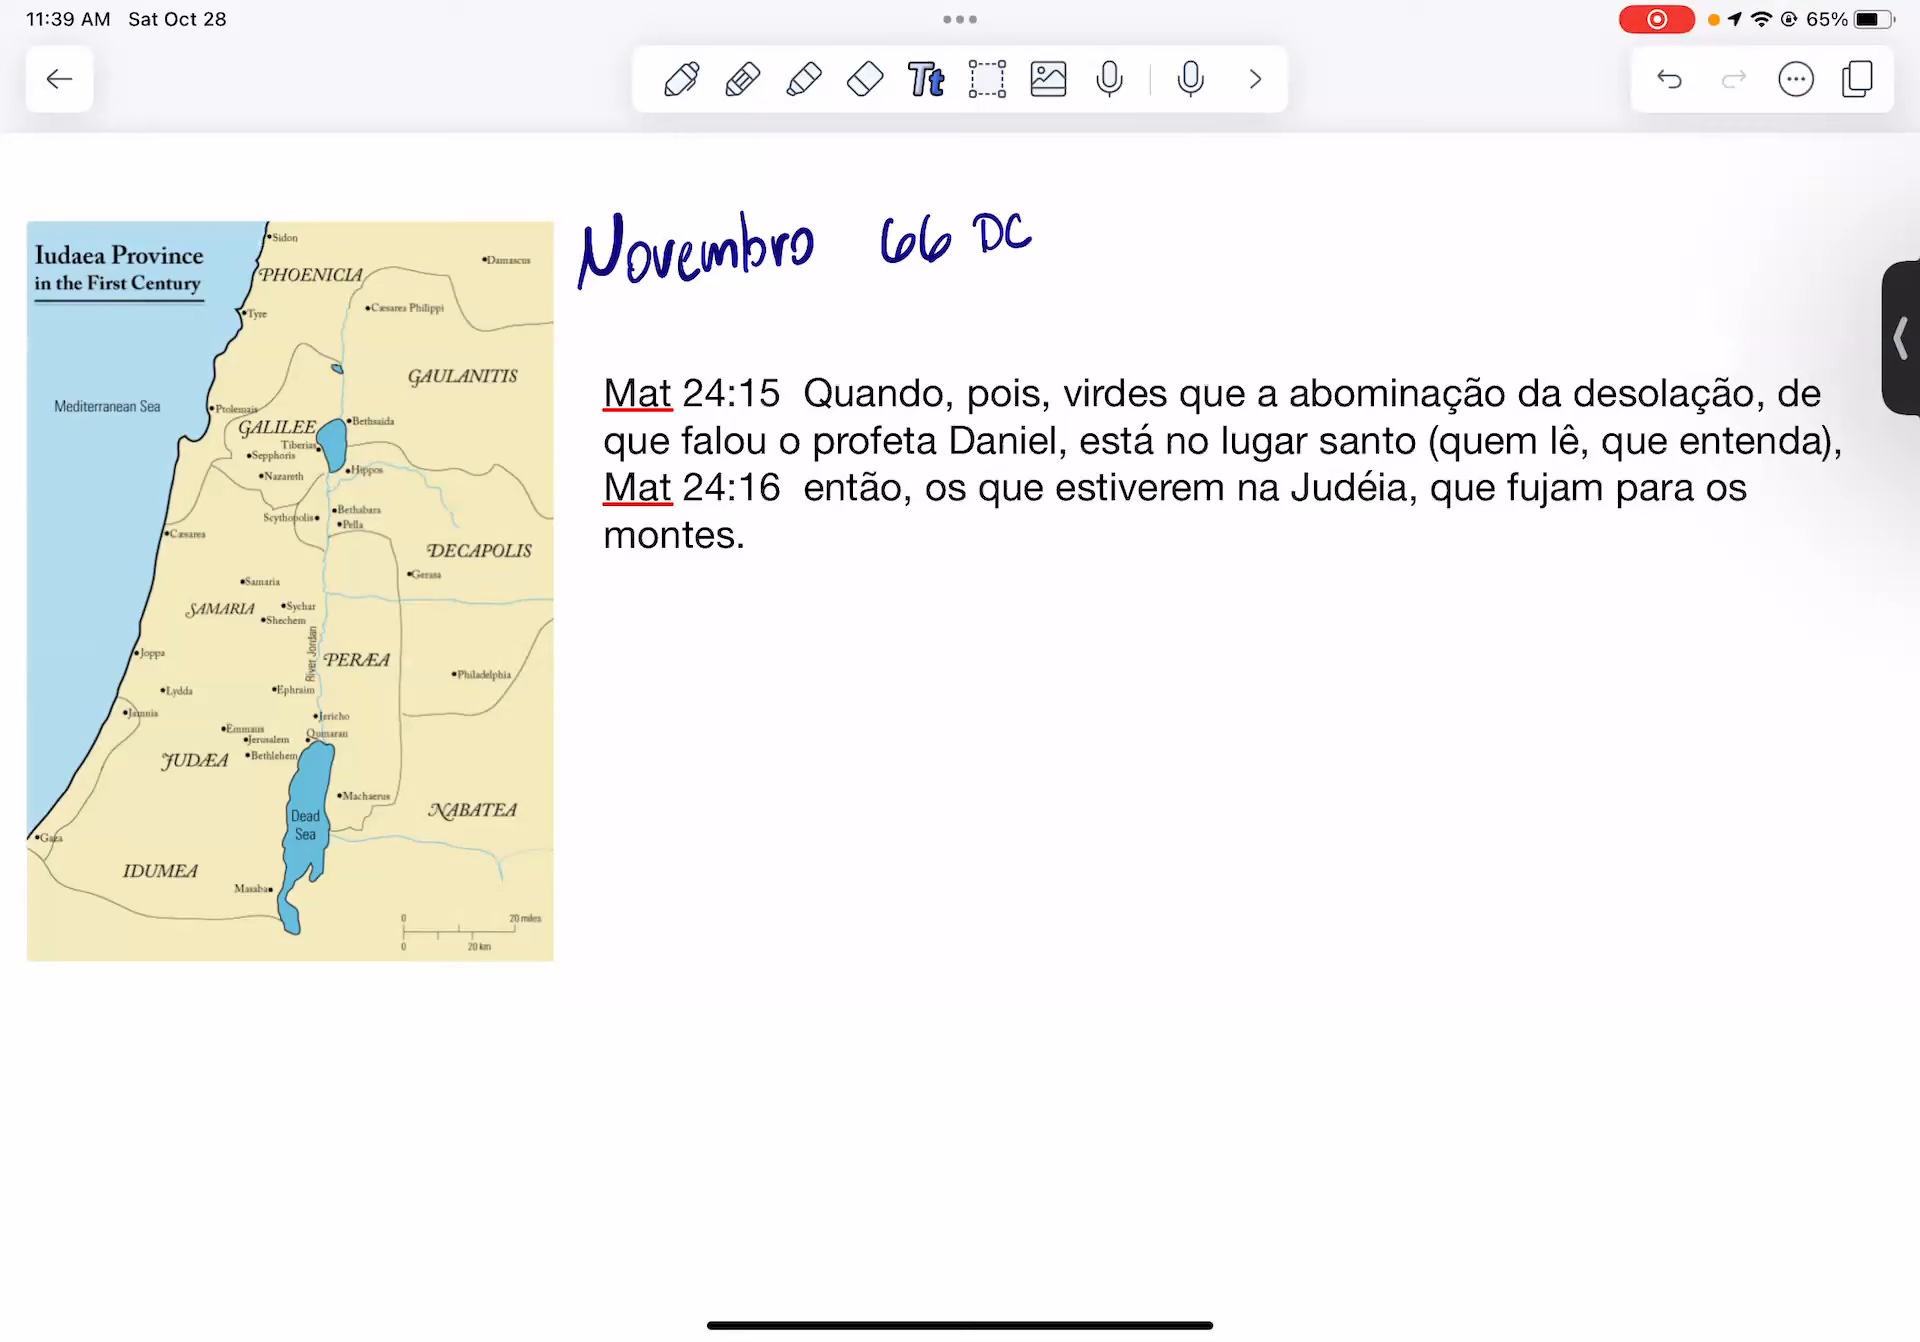 11:39 AM Sat Oct 28
65%
Tt
Novembro 66 DC
Iudaea Province
in the First Century
Sidon
Damascus
PHOENICIA
Cæsarea Philippi
Tyre
GAULANITIS
Mediterranean Sea
Ptolemais
GALILEE
Bethsaida
Tiberias
Sepphoris
Hippos
Nazareth
Bethabara
Scythopolis
Pella
Cæsarea
DECAPOLIS
Gerasa
Samaria
SAMARIA
Sychar
Shechem
River Jordan
Joppa
PERÆA
Philadelphia
Lydda
Ephraim
Jamnia
Jericho
Emmaus
Qumaran
Jerusalem
JUDÆA
Bethlehem
Machaerus
NABATEA
Dead
Sea
Gaza
IDUMEA
Masaba
0 20 miles
0 20 km
Mat 24:15 Quando, pois, virdes que a abominação da desolação, de
que falou o profeta Daniel, está no lugar santo (quem lê, que entenda),
Mat 24:16 então, os que estiverem na Judéia, que fujam para os
montes.